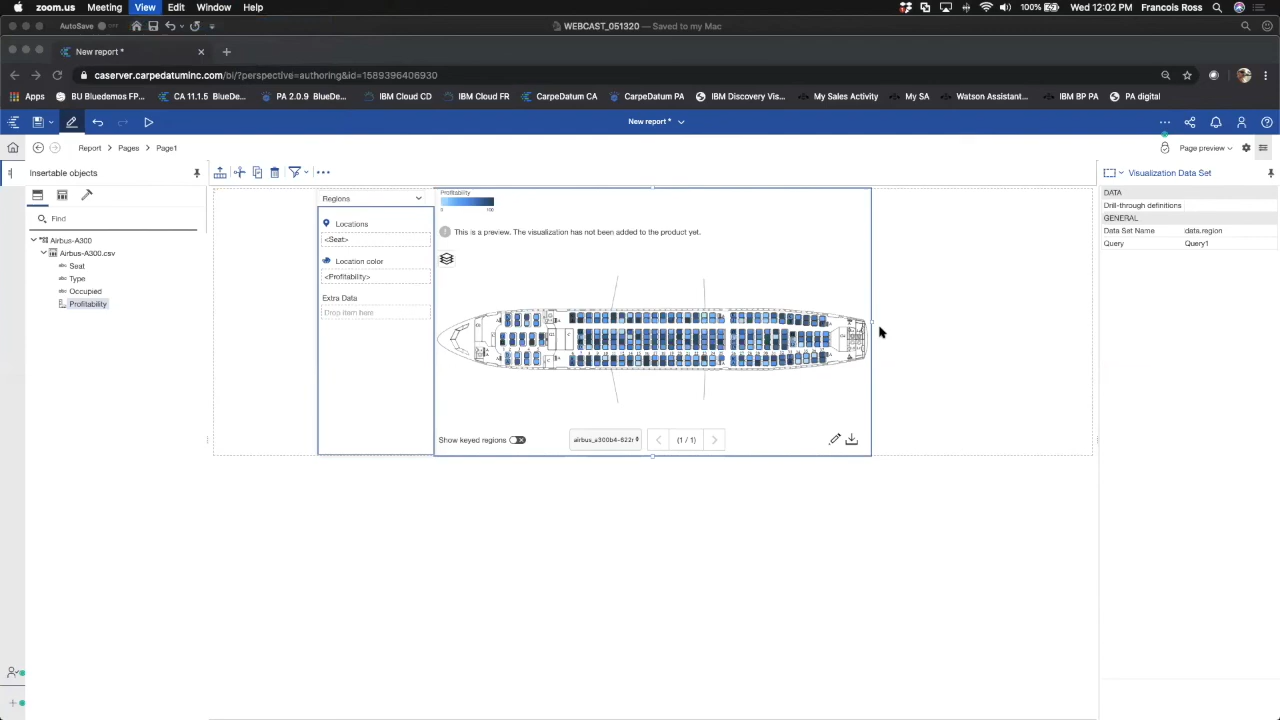 zoom.us Meeting View Edit Window Help 100% Wed 12:02 PM Francois Ross
AutoSave WEBCAST_051320 — Saved to my Mac
New report *
caserver.carpedatuminc.com/bi/?perspective=authoring&id=1589396406930
Apps BU Bluedemos FP... CA 11.1.5 BlueDe... PA 2.0.9 BlueDe... IBM Cloud CD IBM Cloud FR CarpeDatum CA CarpeDatum PA IBM Discovery Vis... My Sales Activity My SA Watson Assistant... IBM BP PA PA digital
New report *
Report > Pages > Page1 Page preview
Insertable objects
Visualization Data Set
Find
Airbus-A300
Airbus-A300.csv
Seat
Type
Occupied
Profitability
Regions
Locations
<Seat>
Location color
<Profitability>
Extra Data
Drop item here
Profitability
0 100
This is a preview. The visualization has not been added to the product yet.
Show keyed regions
airbus_a300b4-622r
(1 / 1)
DATA
Drill-through definitions
GENERAL
Data Set Name data.region
Query Query1